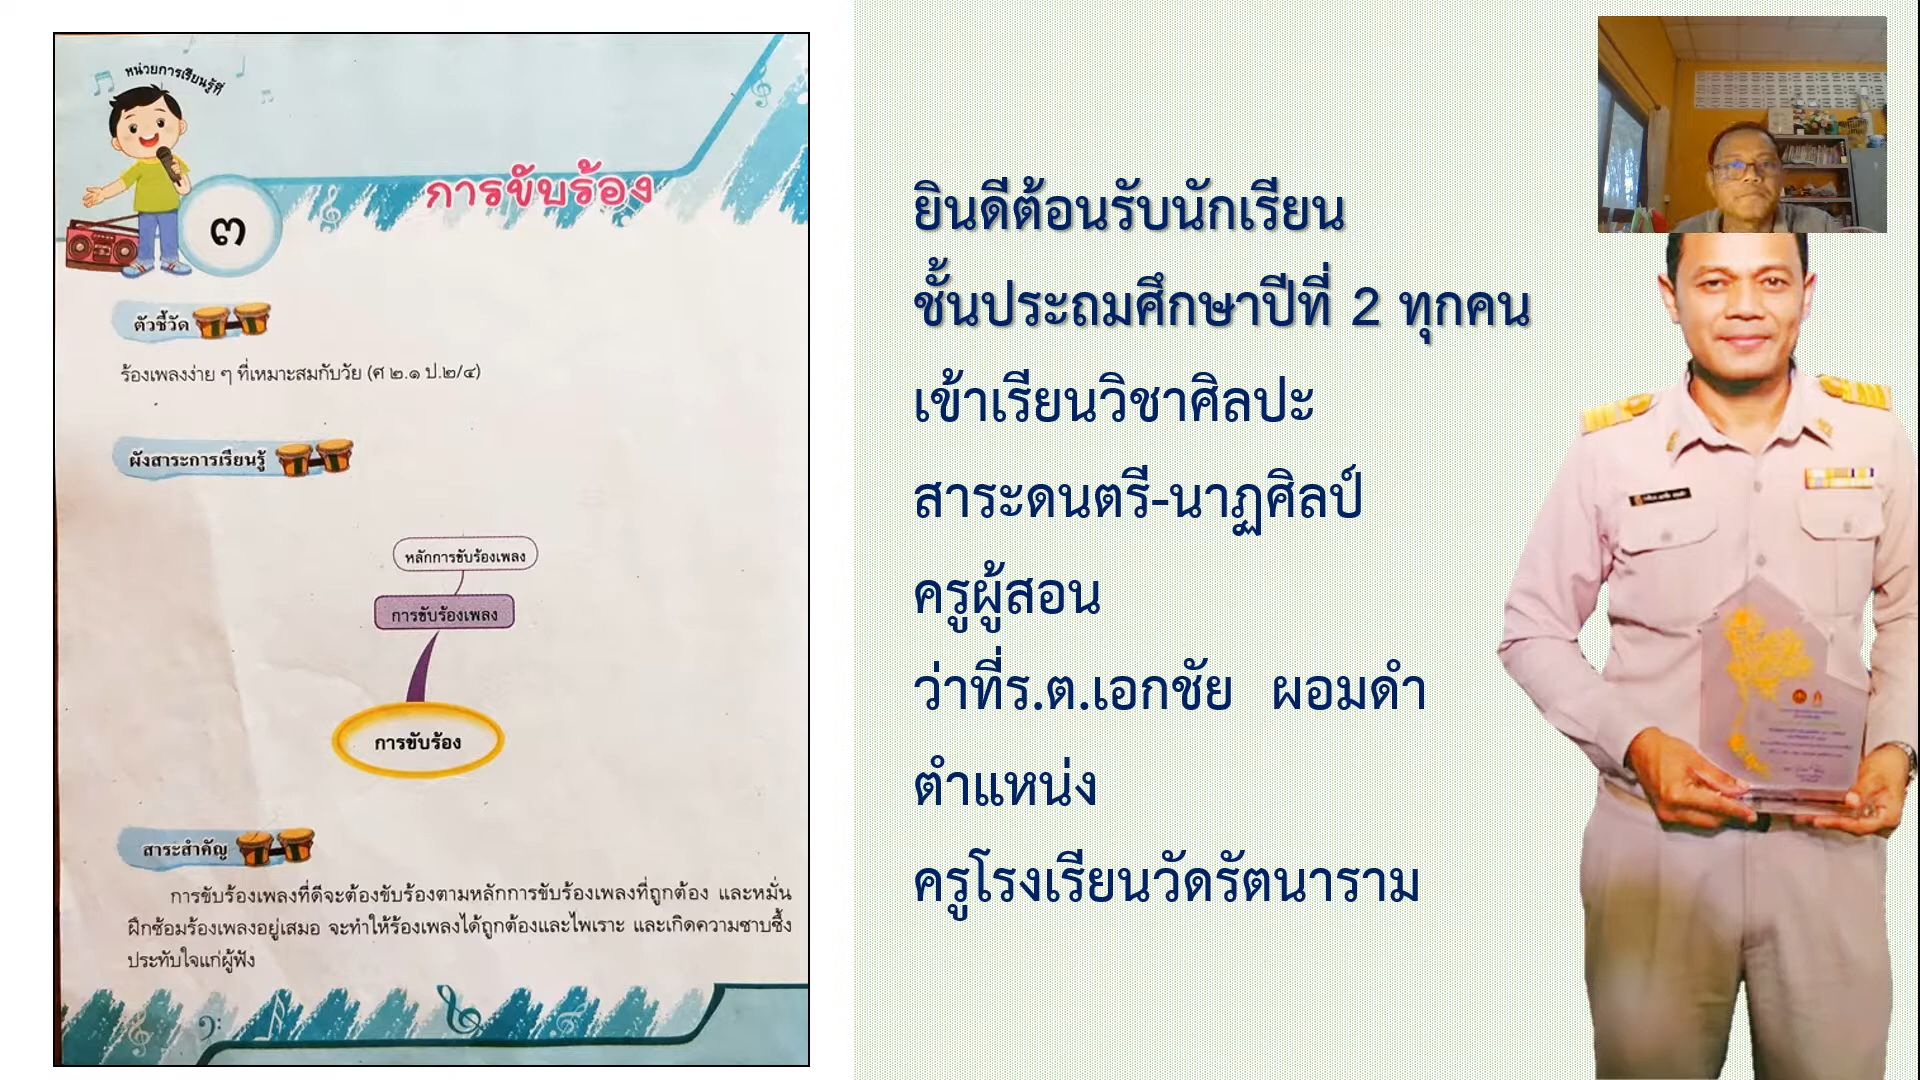 หน่วยการเรียนรู้ที่
๓
การขับร้อง
ตัวชี้วัด
ร้องเพลงง่าย ๆ ที่เหมาะสมกับวัย (ศ ๒.๑ ป.๒/๔)
ผังสาระการเรียนรู้
หลักการขับร้องเพลง
การขับร้องเพลง
การขับร้อง
สาระสำคัญ
การขับร้องเพลงที่ดีจะต้องขับร้องตามหลักการขับร้องเพลงที่ถูกต้อง และหมั่น
ฝึกซ้อมร้องเพลงอยู่เสมอ จะทำให้ร้องเพลงได้ถูกต้องและไพเราะ และเกิดความซาบซึ้ง
ประทับใจแก่ผู้ฟัง
ยินดีต้อนรับนักเรียน
ชั้นประถมศึกษาปีที่ 2 ทุกคน
เข้าเรียนวิชาศิลปะ
สาระดนตรี-นาฏศิลป์
ครูผู้สอน
ว่าที่ร.ต.เอกชัย ผอมดำ
ตำแหน่ง
ครูโรงเรียนวัดรัตนาราม